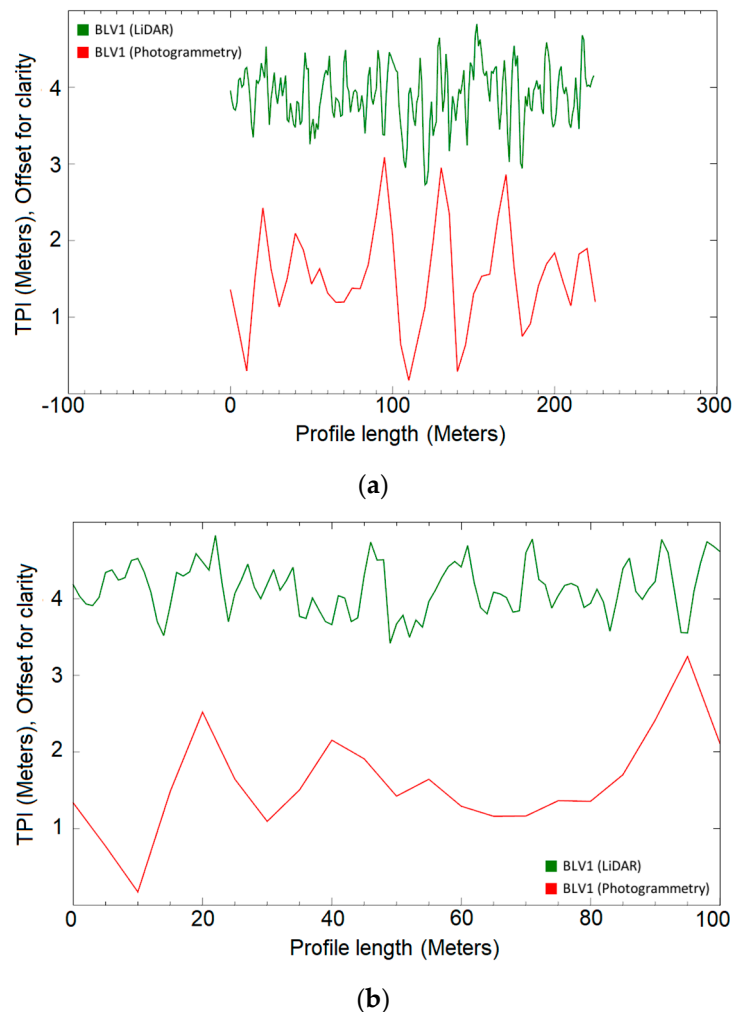 BLV1 (LiDAR)
BLV1 (Photogrammetry)
TPI (Meters), Offset for clarity
4
3
2
1
-100
0
100
200
300
Profile length (Meters)
(a)
TPI (Meters), Offset for clarity
4
3
2
1
BLV1 (LiDAR)
BLV1 (Photogrammetry)
0
20
40
60
80
100
Profile length (Meters)
(b)